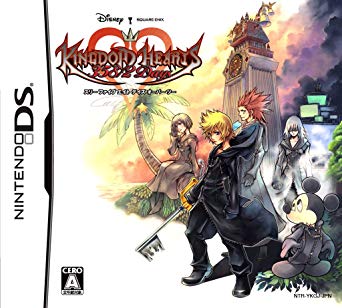 Disney
SQUARE ENIX
KINGDOM HEARTS
358/2 Days
スリーファイブエイト デイズ オーバーツー
NINTENDO DS
CERO
A
NTR-YKGJ-JPN